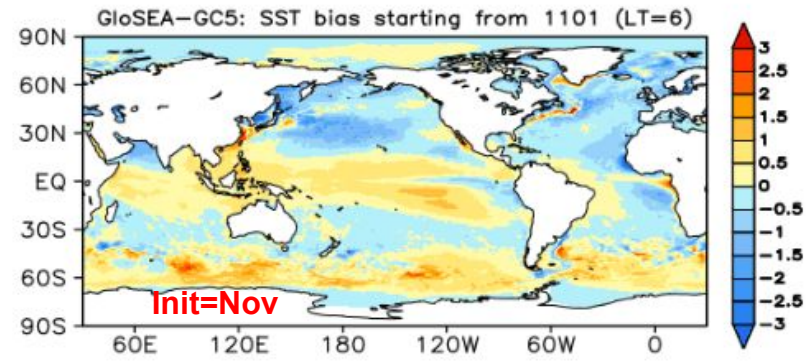 GloSEA-GC5: SST bias starting from 1101 (LT=6)
90N
60N
30N
EQ
30S
60S
90S
60E 120E 180 120W 60W 0
Init=Nov
3
2.5
2
1.5
1
0.5
0
-0.5
-1
-1.5
-2
-2.5
-3